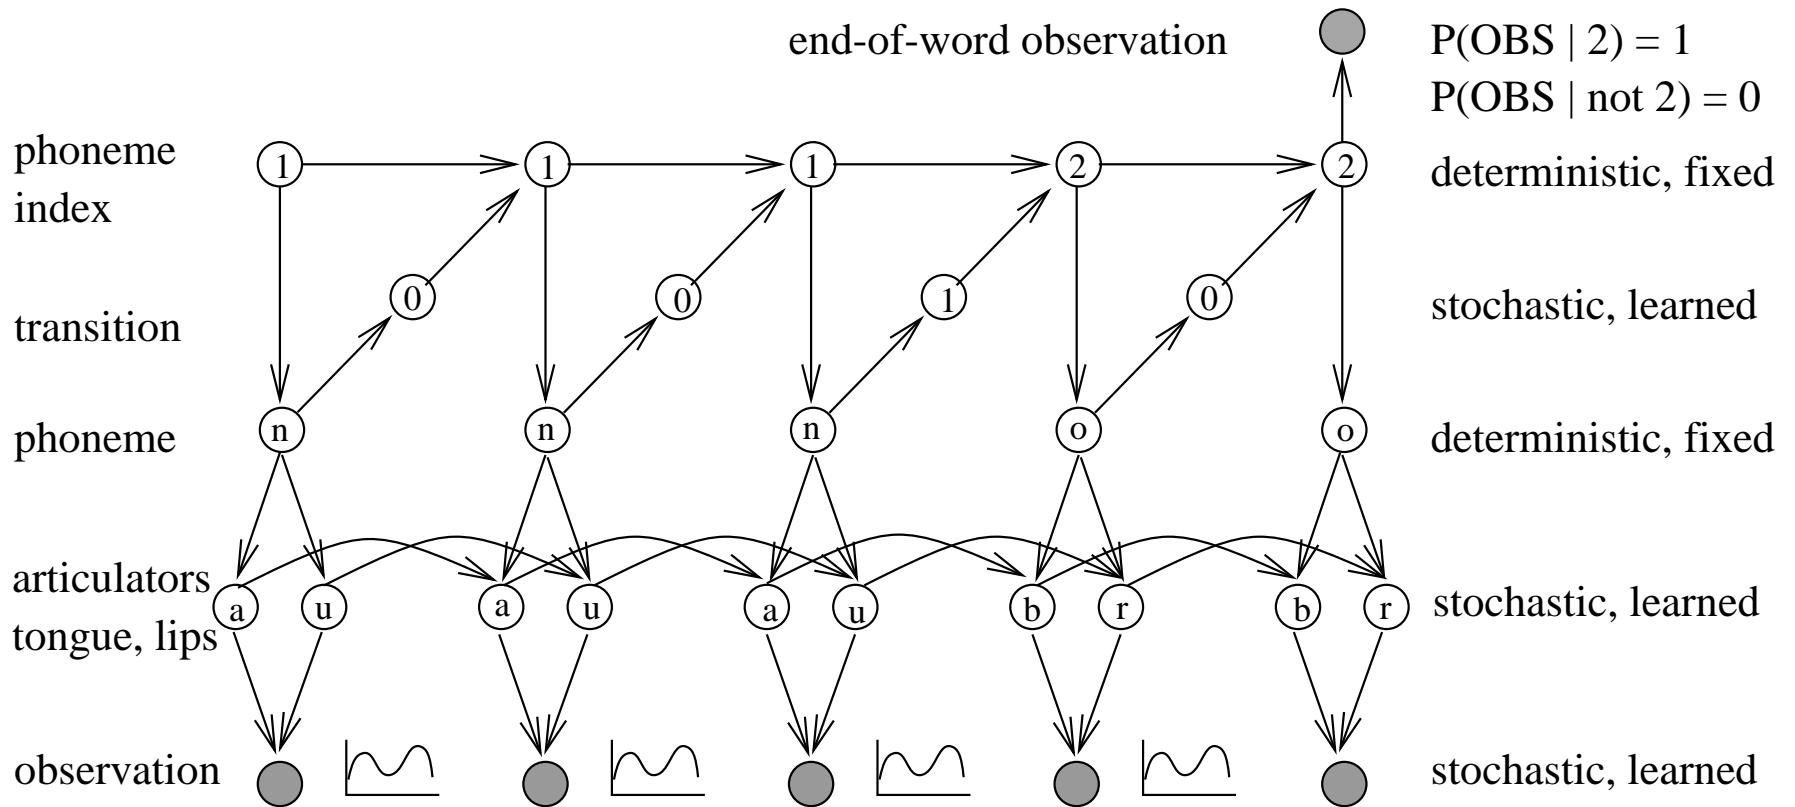 end-of-word observation
P(OBS | 2) = 1
P(OBS | not 2) = 0
phoneme
index
1 1 1 2 2
deterministic, fixed
transition
0 0 1 0
stochastic, learned
phoneme
n n n o o
deterministic, fixed
articulators
tongue, lips
a u a u a u b r b r
stochastic, learned
observation
stochastic, learned